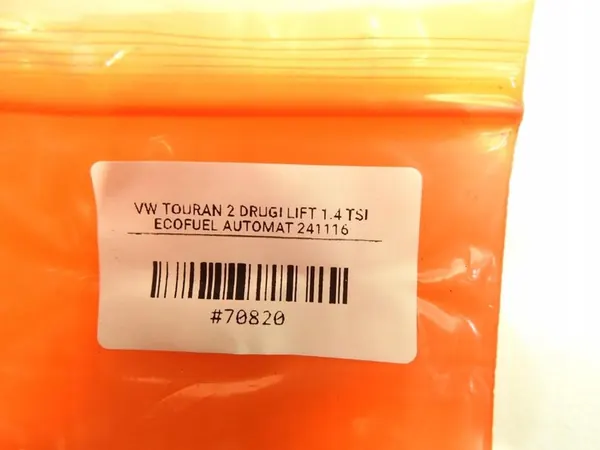 VW TOURAN 2 DRUGI LIFT 1.4 TSI
ECOFUEL AUTOMAT 241116
#70820